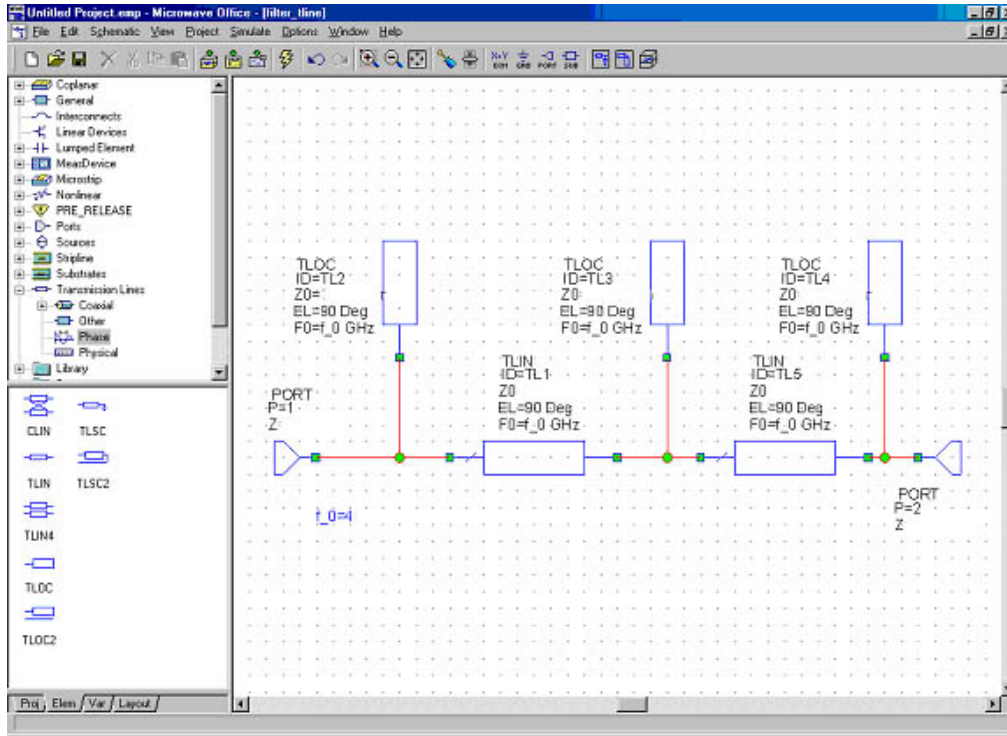 Untitled Project.emp - Microwave Office - [filter_tline]
File Edit Schematic View Project Simulate Options Window Help
X=Y
DIM GRD PORT SUB
Coplanar
General
Interconnects
Linear Devices
Lumped Element
MeasDevice
Microstrip
Nonlinear
PRE_RELEASE
Ports
Sources
Stripline
Substrates
Transmission Lines
Coaxial
Other
Phase
Physical
Library
CLIN TLSC
TLIN TLSC2
TLIN4
TLOC
TLOC2
Proj Elem Var Layout
TLOC
ID=TL2
Z0=
EL=90 Deg
F0=f_0 GHz
TLOC
ID=TL3
Z0
EL=90 Deg
F0=f_0 GHz
TLOC
ID=TL4
Z0
EL=90 Deg
F0=f_0 GHz
TLIN
ID=TL1
Z0
EL=90 Deg
F0=f_0 GHz
TLIN
ID=TL5
Z0
EL=90 Deg
F0=f_0 GHz
PORT
P=1
Z
f_0=4
PORT
P=2
Z